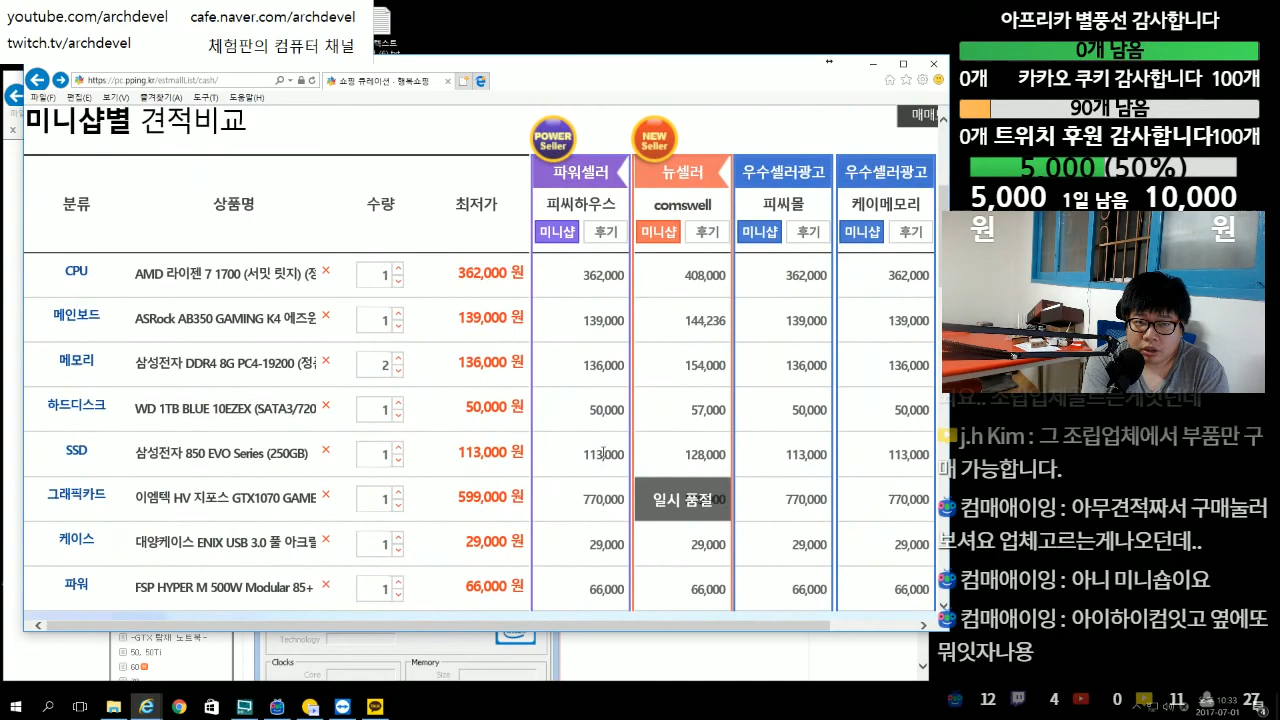 youtube.com/archdevel cafe.naver.com/archdevel
twitch.tv/archdevel 체험판의 컴퓨터 채널
https://pc.pping.kr/estmallList/cash/
쇼핑 큐레이션 - 행복쇼핑
파일(F) 편집(E) 보기(V) 즐겨찾기(A) 도구(T) 도움말(H)
미니샵별 견적비교
매매
POWER Seller
NEW Seller
파워셀러 뉴셀러 우수셀러광고 우수셀러광고
분류 상품명 수량 최저가 피씨하우스 comswell 피씨몰 케이메모리
미니샵 후기 미니샵 후기 미니샵 후기 미니샵 후기
CPU AMD 라이젠 7 1700 (서밋 릿지) (정 1 362,000 원 362,000 408,000 362,000 362,000
메인보드 ASRock AB350 GAMING K4 에즈윈 1 139,000 원 139,000 144,236 139,000 139,000
메모리 삼성전자 DDR4 8G PC4-19200 (정 2 136,000 원 136,000 154,000 136,000 136,000
하드디스크 WD 1TB BLUE 10EZEX (SATA3/720 1 50,000 원 50,000 57,000 50,000 50,000
SSD 삼성전자 850 EVO Series (250GB) 1 113,000 원 113,000 128,000 113,000 113,000
그래픽카드 이엠텍 HV 지포스 GTX1070 GAME 1 599,000 원 770,000 일시 품절 770,000 770,000
케이스 대양케이스 ENIX USB 3.0 풀 아크릴 1 29,000 원 29,000 29,000 29,000 29,000
파워 FSP HYPER M 500W Modular 85+ 1 66,000 원 66,000 66,000 66,000 66,000
-GTX 탑재 노트북-
50, 50Ti
60
Technology
Clocks
Core
Memory
Size
아프리카 별풍선 감사합니다
0개 남음
0개 카카오 쿠키 감사합니다 100개
90개 남음
0개 트위치 후원 감사합니다 100개
5,000 (50%)
5,000 1일 남음 10,000
원 원
j.h Kim : 그 조립업체에서 부품만 구
매 가능합니다.
컴매애이잉 : 아무견적짜서 구매눌러
보셔요 업체고르는게나오던데..
컴매애이잉 : 아니 미니숍이요
컴매애이잉 : 아이하이컴잇고 옆에또
뭐잇자나용
12 4 0 11 27
10:33
2017-07-01